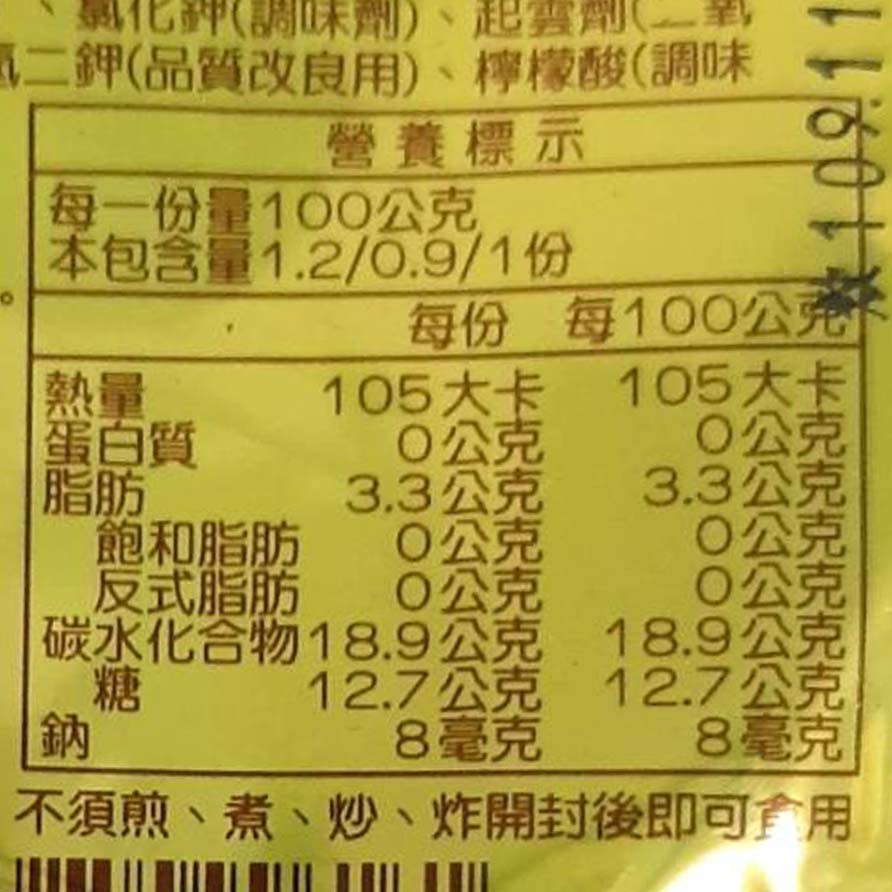 、氯化鉀(調味劑)、起雲劑(二氧
二鉀(品質改良用)、檸檬酸(調味
營養標示
每一份量100公克
本包含量1.2/0.9/1份
。
每份 每100公克
熱量 105大卡 105大卡
蛋白質 0公克 0公克
脂肪 3.3公克 3.3公克
飽和脂肪 0公克 0公克
反式脂肪 0公克 0公克
碳水化合物18.9公克 18.9公克
糖 12.7公克 12.7公克
鈉 8毫克 8毫克
不須煎、煮、炒、炸開封後即可食用